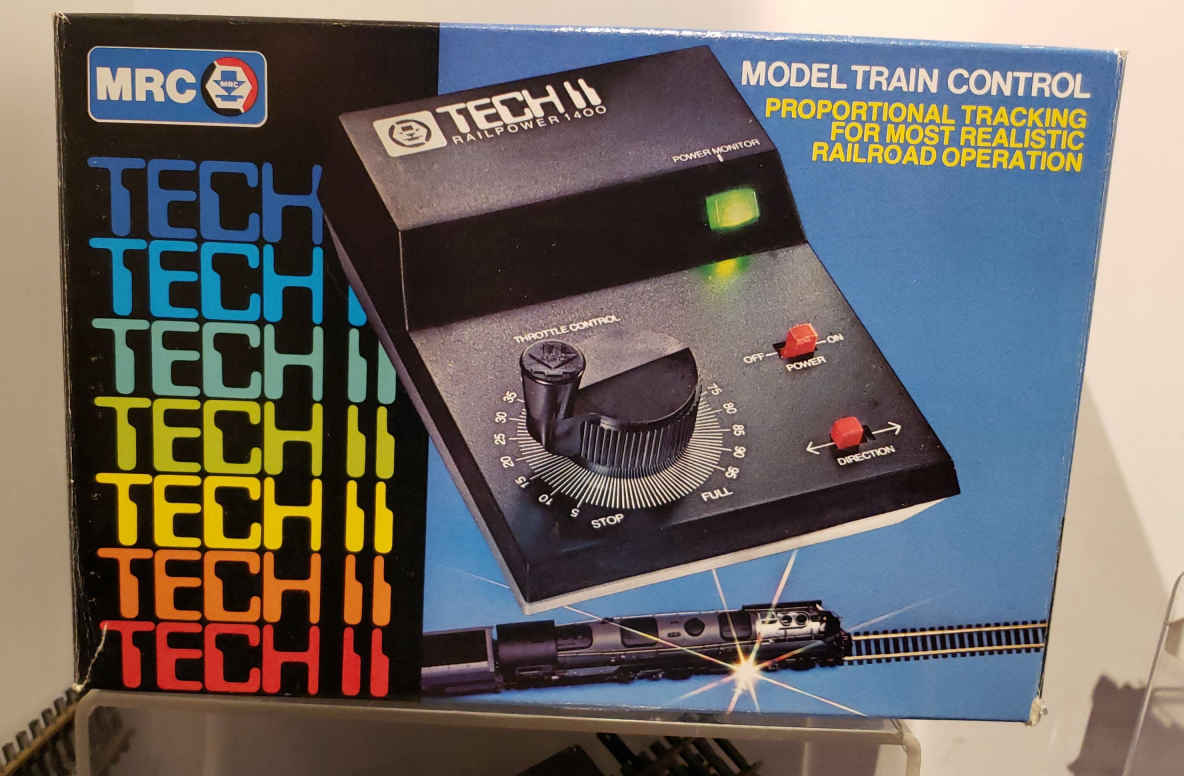 MRC MRC
MODEL TRAIN CONTROL
PROPORTIONAL TRACKING
FOR MOST REALISTIC
RAILROAD OPERATION
TECH
TECH I
TECH II
TECH II
TECH II
TECH II
TECH II
TECH II
RAILPOWER 1400
POWER MONITOR
THROTTLE CONTROL
OFF ON
POWER
DIRECTION
STOP 5 10 15 20 25 30 35
75 80 85 90 95 FULL